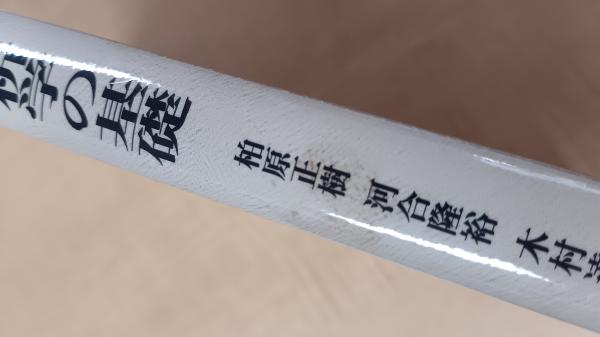 学の基礎
柏原正樹 河合隆裕 木村